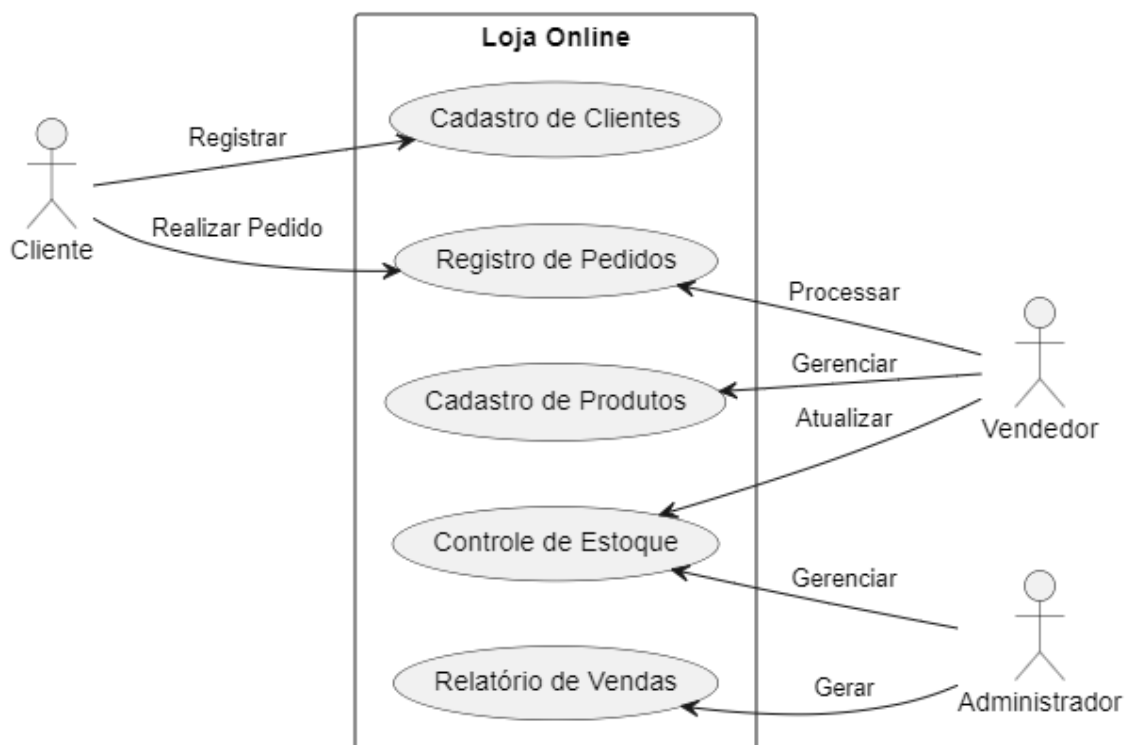 Loja Online
Cadastro de Clientes
Registrar
Realizar Pedido
Cliente
Registro de Pedidos
Processar
Gerenciar
Cadastro de Produtos
Atualizar
Vendedor
Controle de Estoque
Gerenciar
Relatório de Vendas
Gerar
Administrador